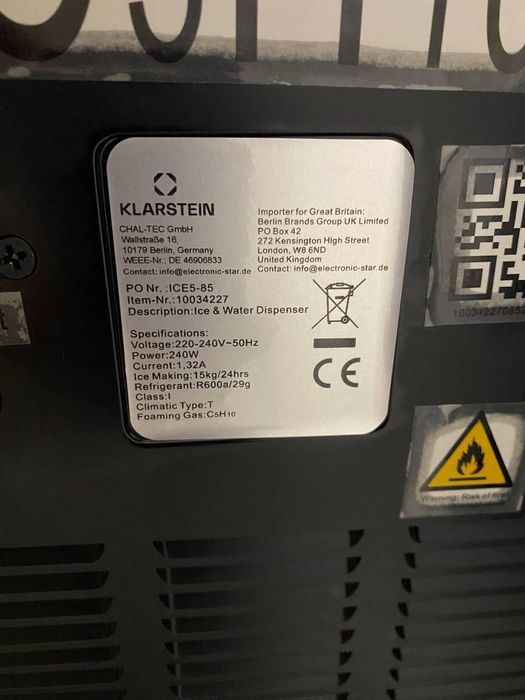 KLARSTEIN
CHAL-TEC GmbH
Wallstraße 16,
10179 Berlin, Germany
WEEE-Nr.: DE 46906833
Contact: info@electronic-star.de
Importer for Great Britain:
Berlin Brands Group UK Limited
PO Box 42
272 Kensington High Street
London, W8 6ND
United Kingdom
Contact: info@electronic-star.de
PO Nr. :ICE5-85
Item-Nr.:10034227
Description:Ice & Water Dispenser
Specifications:
Voltage:220-240V~50Hz
Power:240W
Current:1,32A
Ice Making:15kg/24hrs
Refrigerant:R600a/29g
Class:I
Climatic Type:T
Foaming Gas:C5H10
CE
Warning: Risk of fire